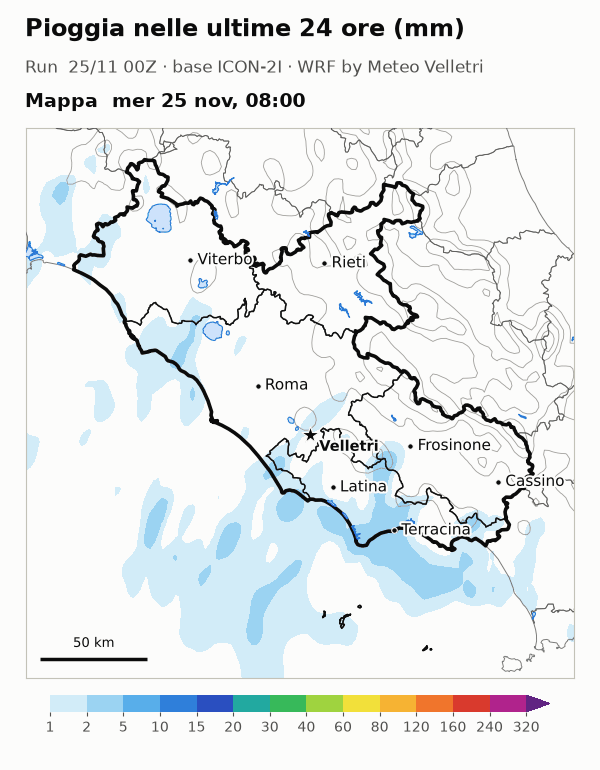 Pioggia nelle ultime 24 ore (mm)
Run  25/11 00Z · base ICON-2I · WRF by Meteo Velletri
Mappa  mer 25 nov, 08:00
Viterbo
Rieti
Roma
Velletri
Frosinone
Cassino
Latina
Terracina
50 km
1 2 5 10 15 20 30 40 60 80 120 160 240 320